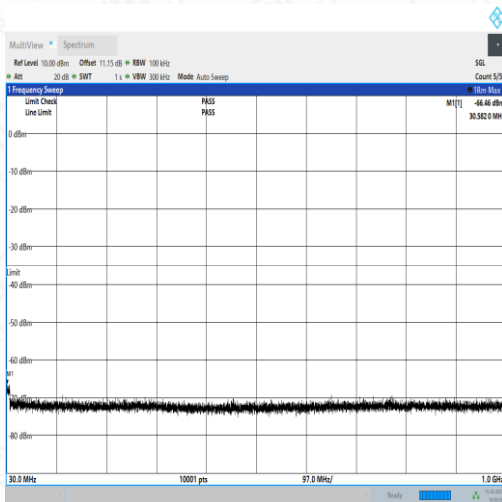 MultiView Spectrum
Ref Level 10.00 dBm Offset 11.15 dB RBW 100 kHz SGL
Att 20 dB SWT 1 s VBW 300 kHz Mode Auto Sweep Count 5/5
1 Frequency Sweep 1Rm Max
Limit Check PASS M1[1] -66.46 dBm
Line Limit PASS 30.582 0 MH
0 dBm
-10 dBm
-20 dBm
-30 dBm
Limit
-40 dBm
-50 dBm
-60 dBm
M1
-70 dBm
-80 dBm
30.0 MHz 10001 pts 97.0 MHz/ 1.0 GHz
Ready